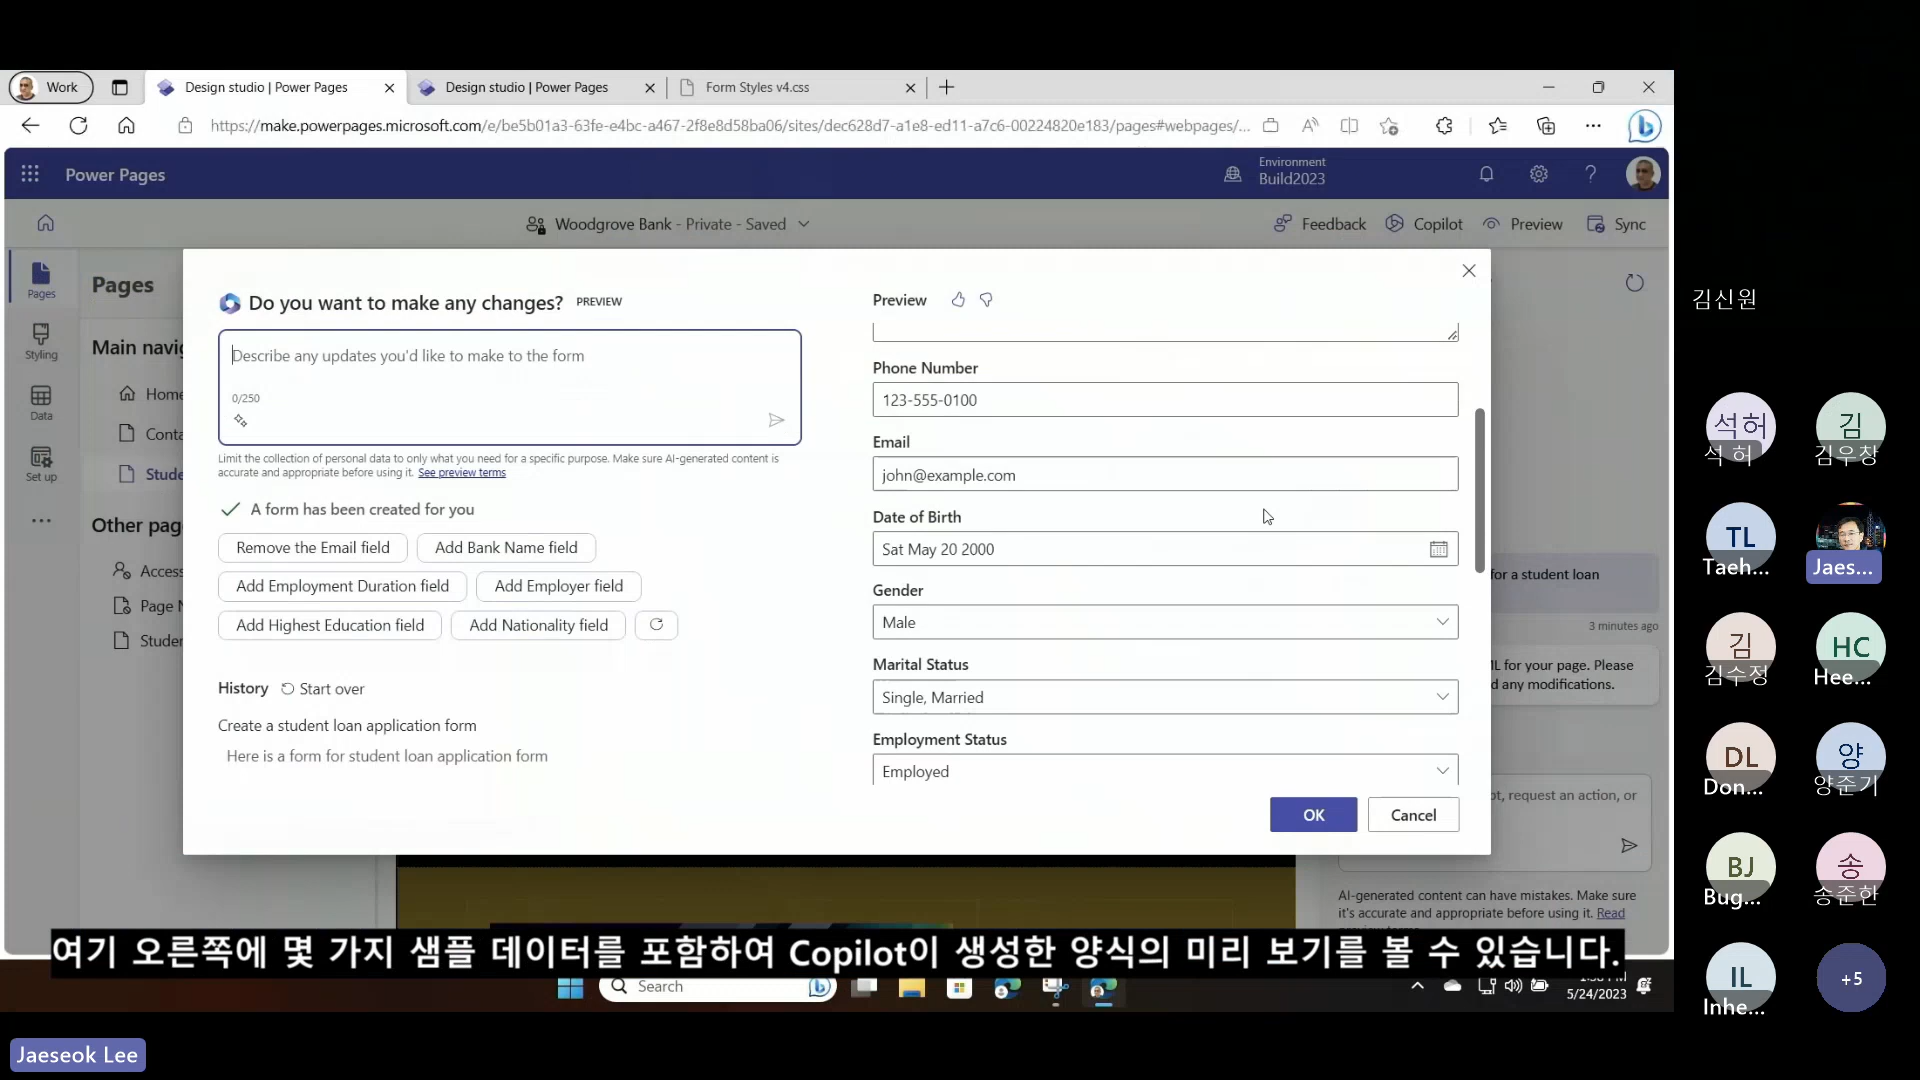 Work
Design studio | Power Pages
Design studio | Power Pages
Form Styles v4.css
https://make.powerpages.microsoft.com/e/be5b01a3-63fe-e4bc-a467-2f8e8d58ba06/sites/dec628d7-a1e8-ed11-a7c6-00224820e183/pages#webpages/...
Power Pages
Environment
Build2023
Woodgrove Bank - Private - Saved
Feedback
Copilot
Preview
Sync
Pages
Styling
Data
Set up
Pages
Main navig
Home
Conta
Stude
Other pag
Access
Page N
Studer
Do you want to make any changes? PREVIEW
Describe any updates you'd like to make to the form
0/250
Limit the collection of personal data to only what you need for a specific purpose. Make sure AI-generated content is
accurate and appropriate before using it. See preview terms
A form has been created for you
Remove the Email field
Add Bank Name field
Add Employment Duration field
Add Employer field
Add Highest Education field
Add Nationality field
History
Start over
Create a student loan application form
Here is a form for student loan application form
Preview
Phone Number
123-555-0100
Email
john@example.com
Date of Birth
Sat May 20 2000
Gender
Male
Marital Status
Single, Married
Employment Status
Employed
OK
Cancel
for a student loan
3 minutes ago
L for your page. Please
d any modifications.
ot, request an action, or
AI-generated content can have mistakes. Make sure
it's accurate and appropriate before using it. Read
여기 오른쪽에 몇 가지 샘플 데이터를 포함하여 Copilot이 생성한 양식의 미리 보기를 볼 수 있습니다.
Search
5/24/2023
Jaeseok Lee
김신원
석허
석 허
김
김우창
TL
Taeh...
Jaes...
김
김수정
HC
Hee...
DL
Don...
양
양준기
BJ
Bug...
송
송준한
IL
Inhe...
+5